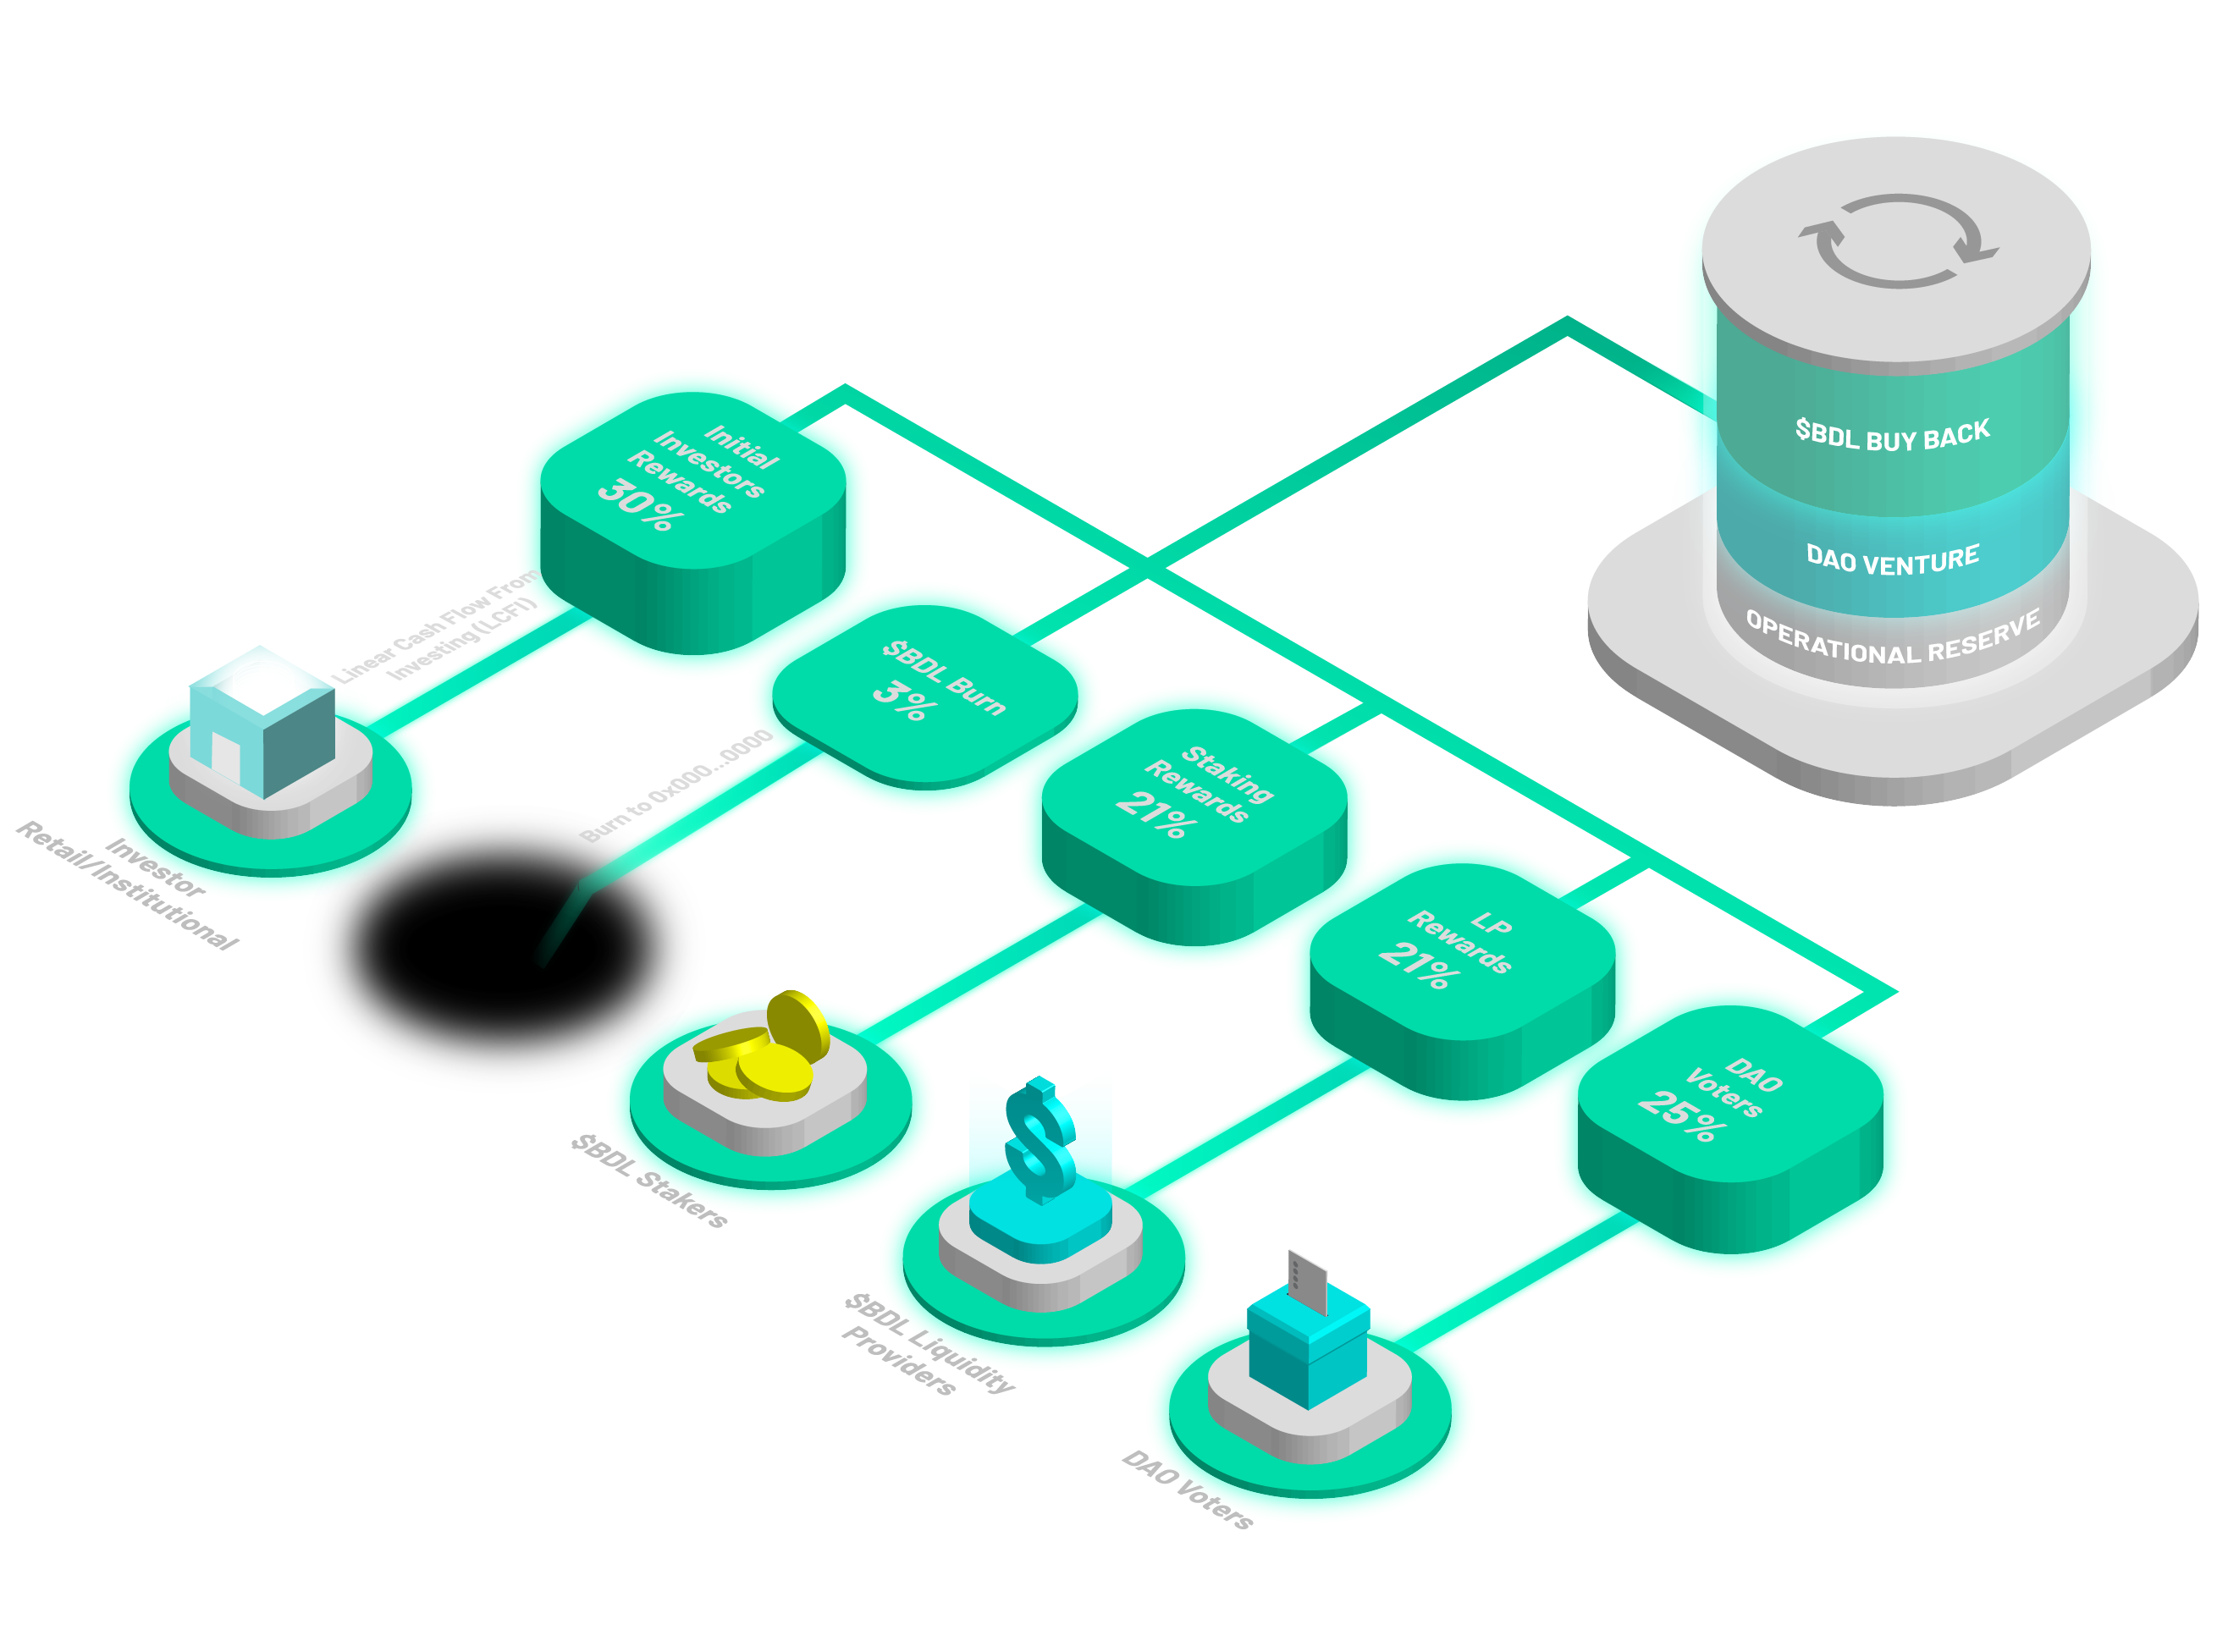 $BDL BUY BACK
DAO VENTURE
OPERATIONAL RESERVE
Initial
Investors
Rewards
30%
$BDL Burn
3%
Staking
Rewards
21%
LP
Rewards
21%
DAO
Voters
25%
Linear Cash Flow From
Investing (LCFI)
Burn to 0x000...0000
Investor
Retail/Institutional
$BDL Stakers
$BDL Liquidity
Providers
DAO Voters